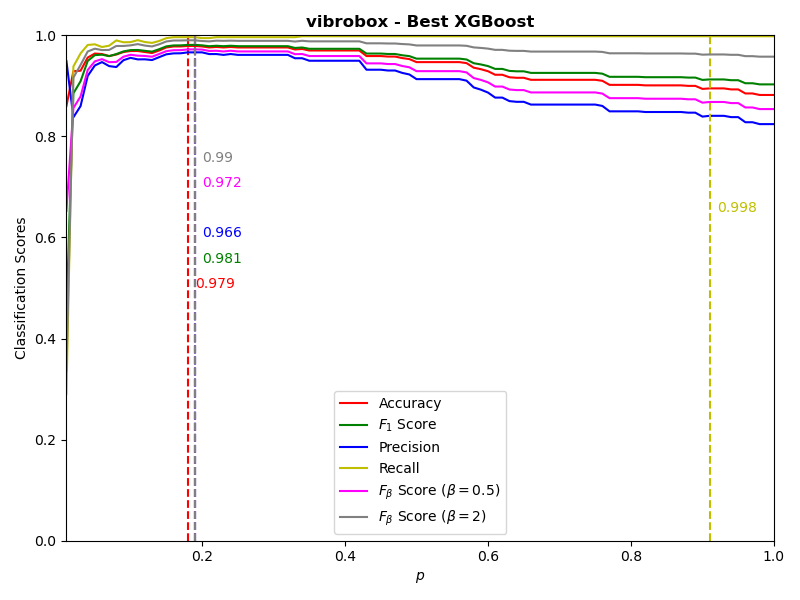 vibrobox - Best XGBoost
Classification Scores
1.0
0.8
0.6
0.4
0.2
0.0
0.99
0.972
0.966
0.981
0.979
0.998
Accuracy
F₁ Score
Precision
Recall
Fᵦ Score (β = 0.5)
Fᵦ Score (β = 2)
0.2 0.4 0.6 0.8 1.0
p